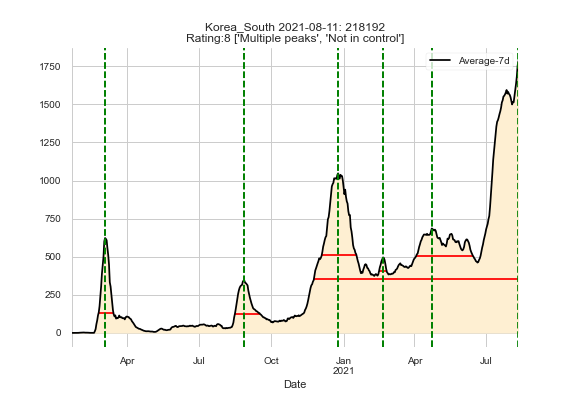 Korea_South 2021-08-11: 218192
Rating:8 ['Multiple peaks', 'Not in control']
Average-7d
1750
1500
1250
1000
750
500
250
0
Apr Jul Oct Jan Apr Jul
2021
Date